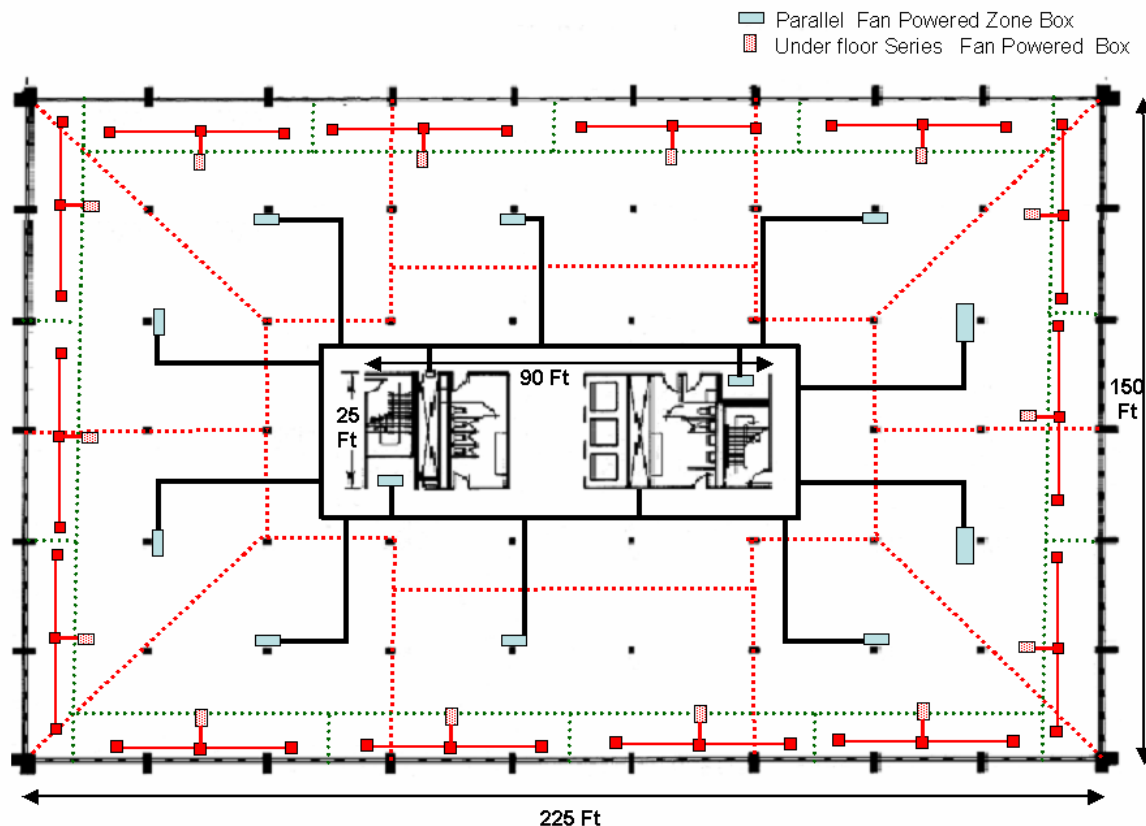 Parallel Fan Powered Zone Box
Under floor Series Fan Powered Box
90 Ft
25
Ft
150
Ft
225 Ft